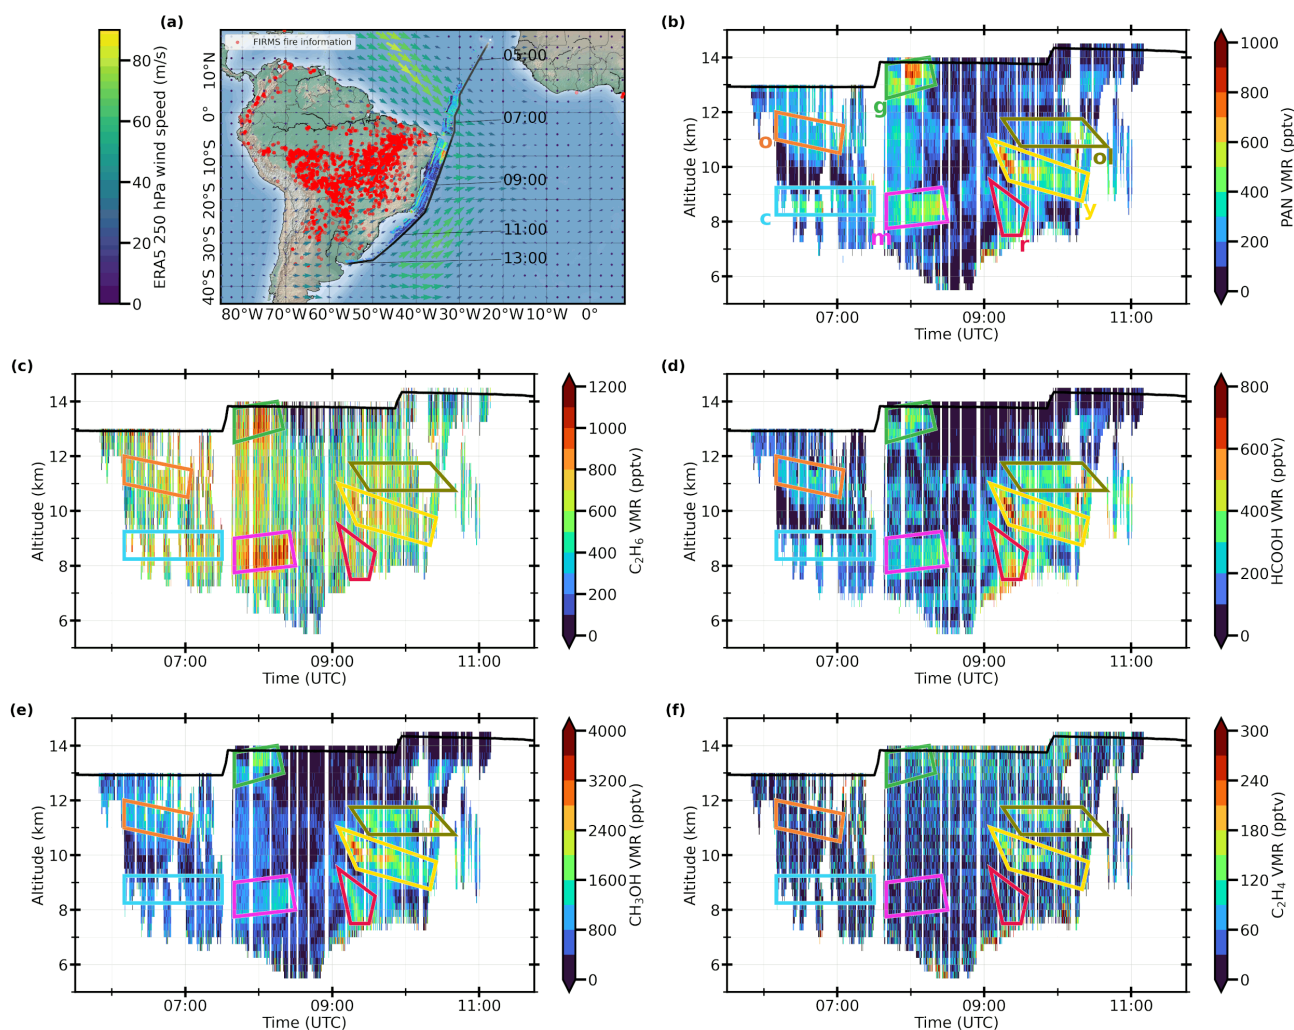 (a)
FIRMS fire information
ERA5 250 hPa wind speed (m/s)
80
60
40
20
0
10°N
0°
10°S
20°S
30°S
40°S
80°W 70°W 60°W 50°W 40°W 30°W 20°W 10°W 0°
05:00
07:00
09:00
11:00
13:00
(b)
Altitude (km)
14
12
10
8
6
g
o
c
m
r
y
ol
07:00 09:00 11:00
Time (UTC)
PAN VMR (pptv)
1000
800
600
400
200
0
(c)
Altitude (km)
14
12
10
8
6
07:00 09:00 11:00
Time (UTC)
C₂H₆ VMR (pptv)
1200
1000
800
600
400
200
0
(d)
Altitude (km)
14
12
10
8
6
07:00 09:00 11:00
Time (UTC)
HCOOH VMR (pptv)
800
600
400
200
0
(e)
Altitude (km)
14
12
10
8
6
07:00 09:00 11:00
Time (UTC)
CH₃OH VMR (pptv)
4000
3200
2400
1600
800
0
(f)
Altitude (km)
14
12
10
8
6
07:00 09:00 11:00
Time (UTC)
C₂H₄ VMR (pptv)
300
240
180
120
60
0